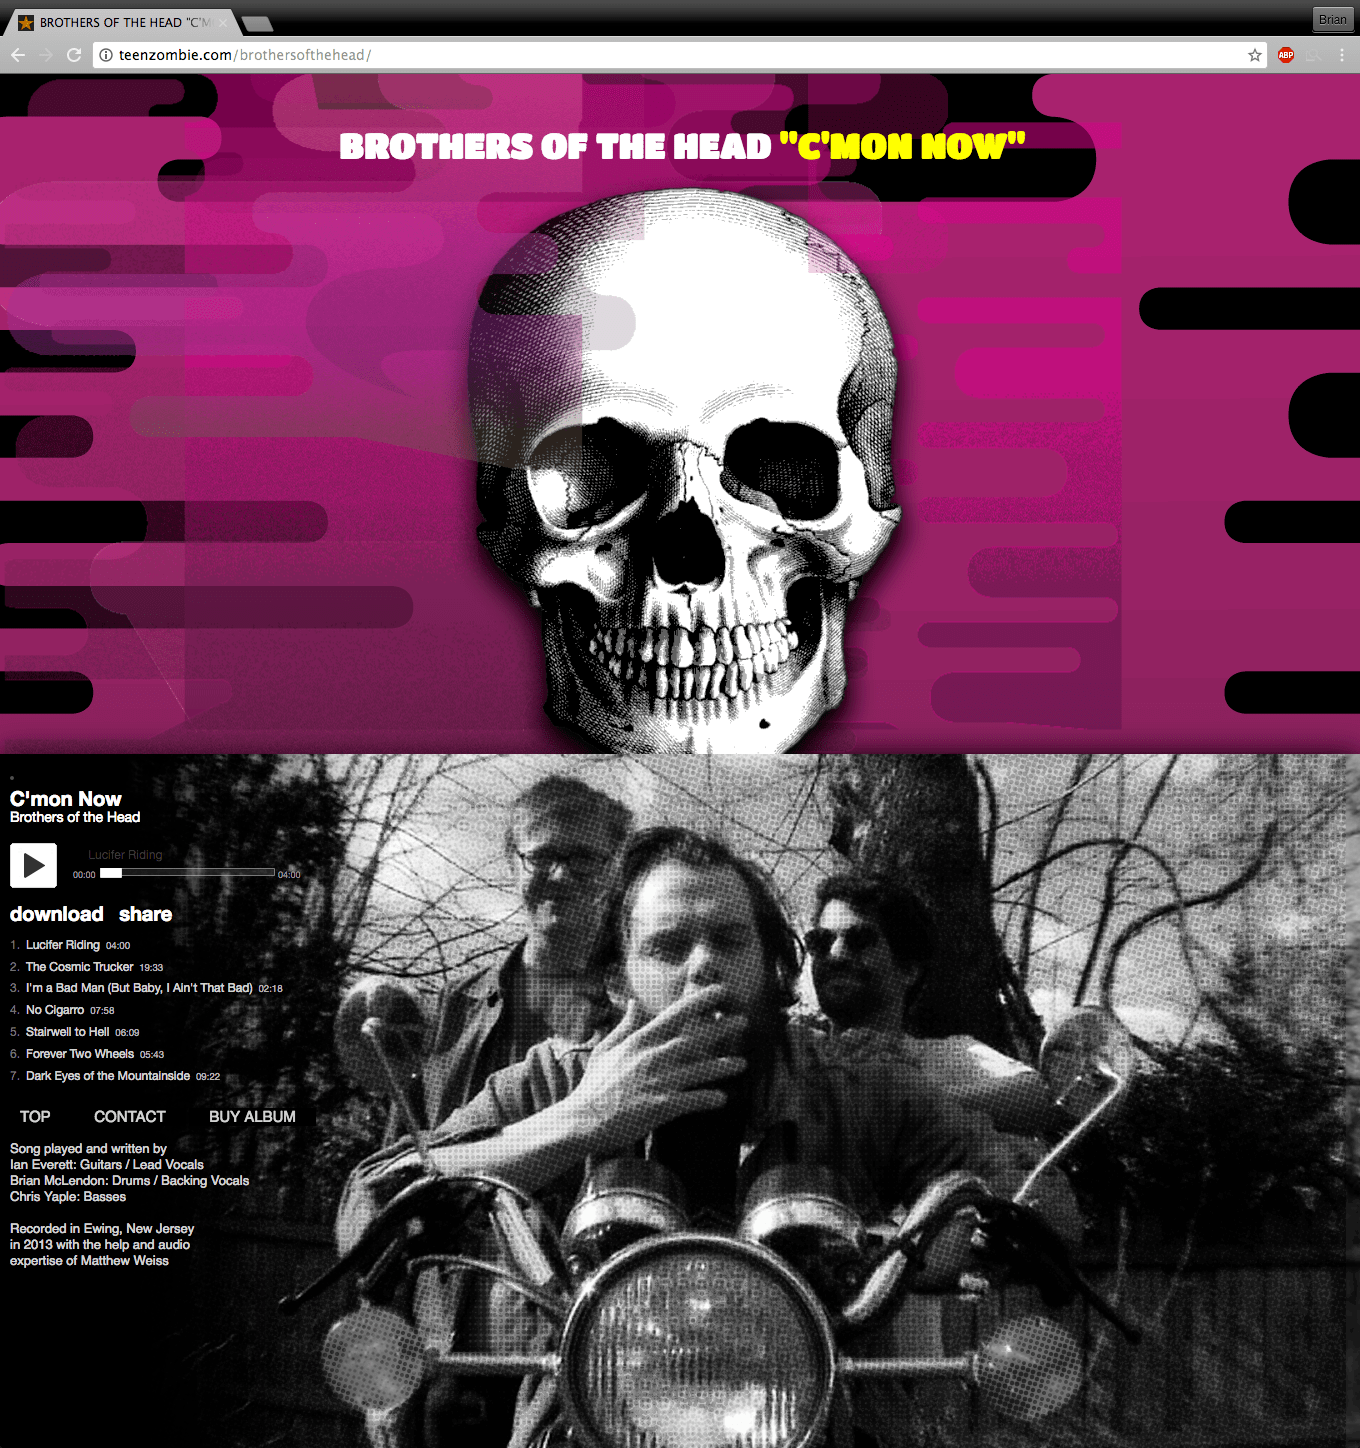 BROTHERS OF THE HEAD "C'M
Brian
teenzombie.com/brothersofthehead/
ABP
BROTHERS OF THE HEAD "C'MON NOW"
C'mon Now
Brothers of the Head
Lucifer Riding
00:00 04:00
download share
1. Lucifer Riding 04:00
2. The Cosmic Trucker 19:33
3. I'm a Bad Man (But Baby, I Ain't That Bad) 02:18
4. No Cigarro 07:58
5. Stairwell to Hell 06:09
6. Forever Two Wheels 05:43
7. Dark Eyes of the Mountainside 09:22
TOP CONTACT BUY ALBUM
Song played and written by
Ian Everett: Guitars / Lead Vocals
Brian McLendon: Drums / Backing Vocals
Chris Yaple: Basses
Recorded in Ewing, New Jersey
in 2013 with the help and audio
expertise of Matthew Weiss